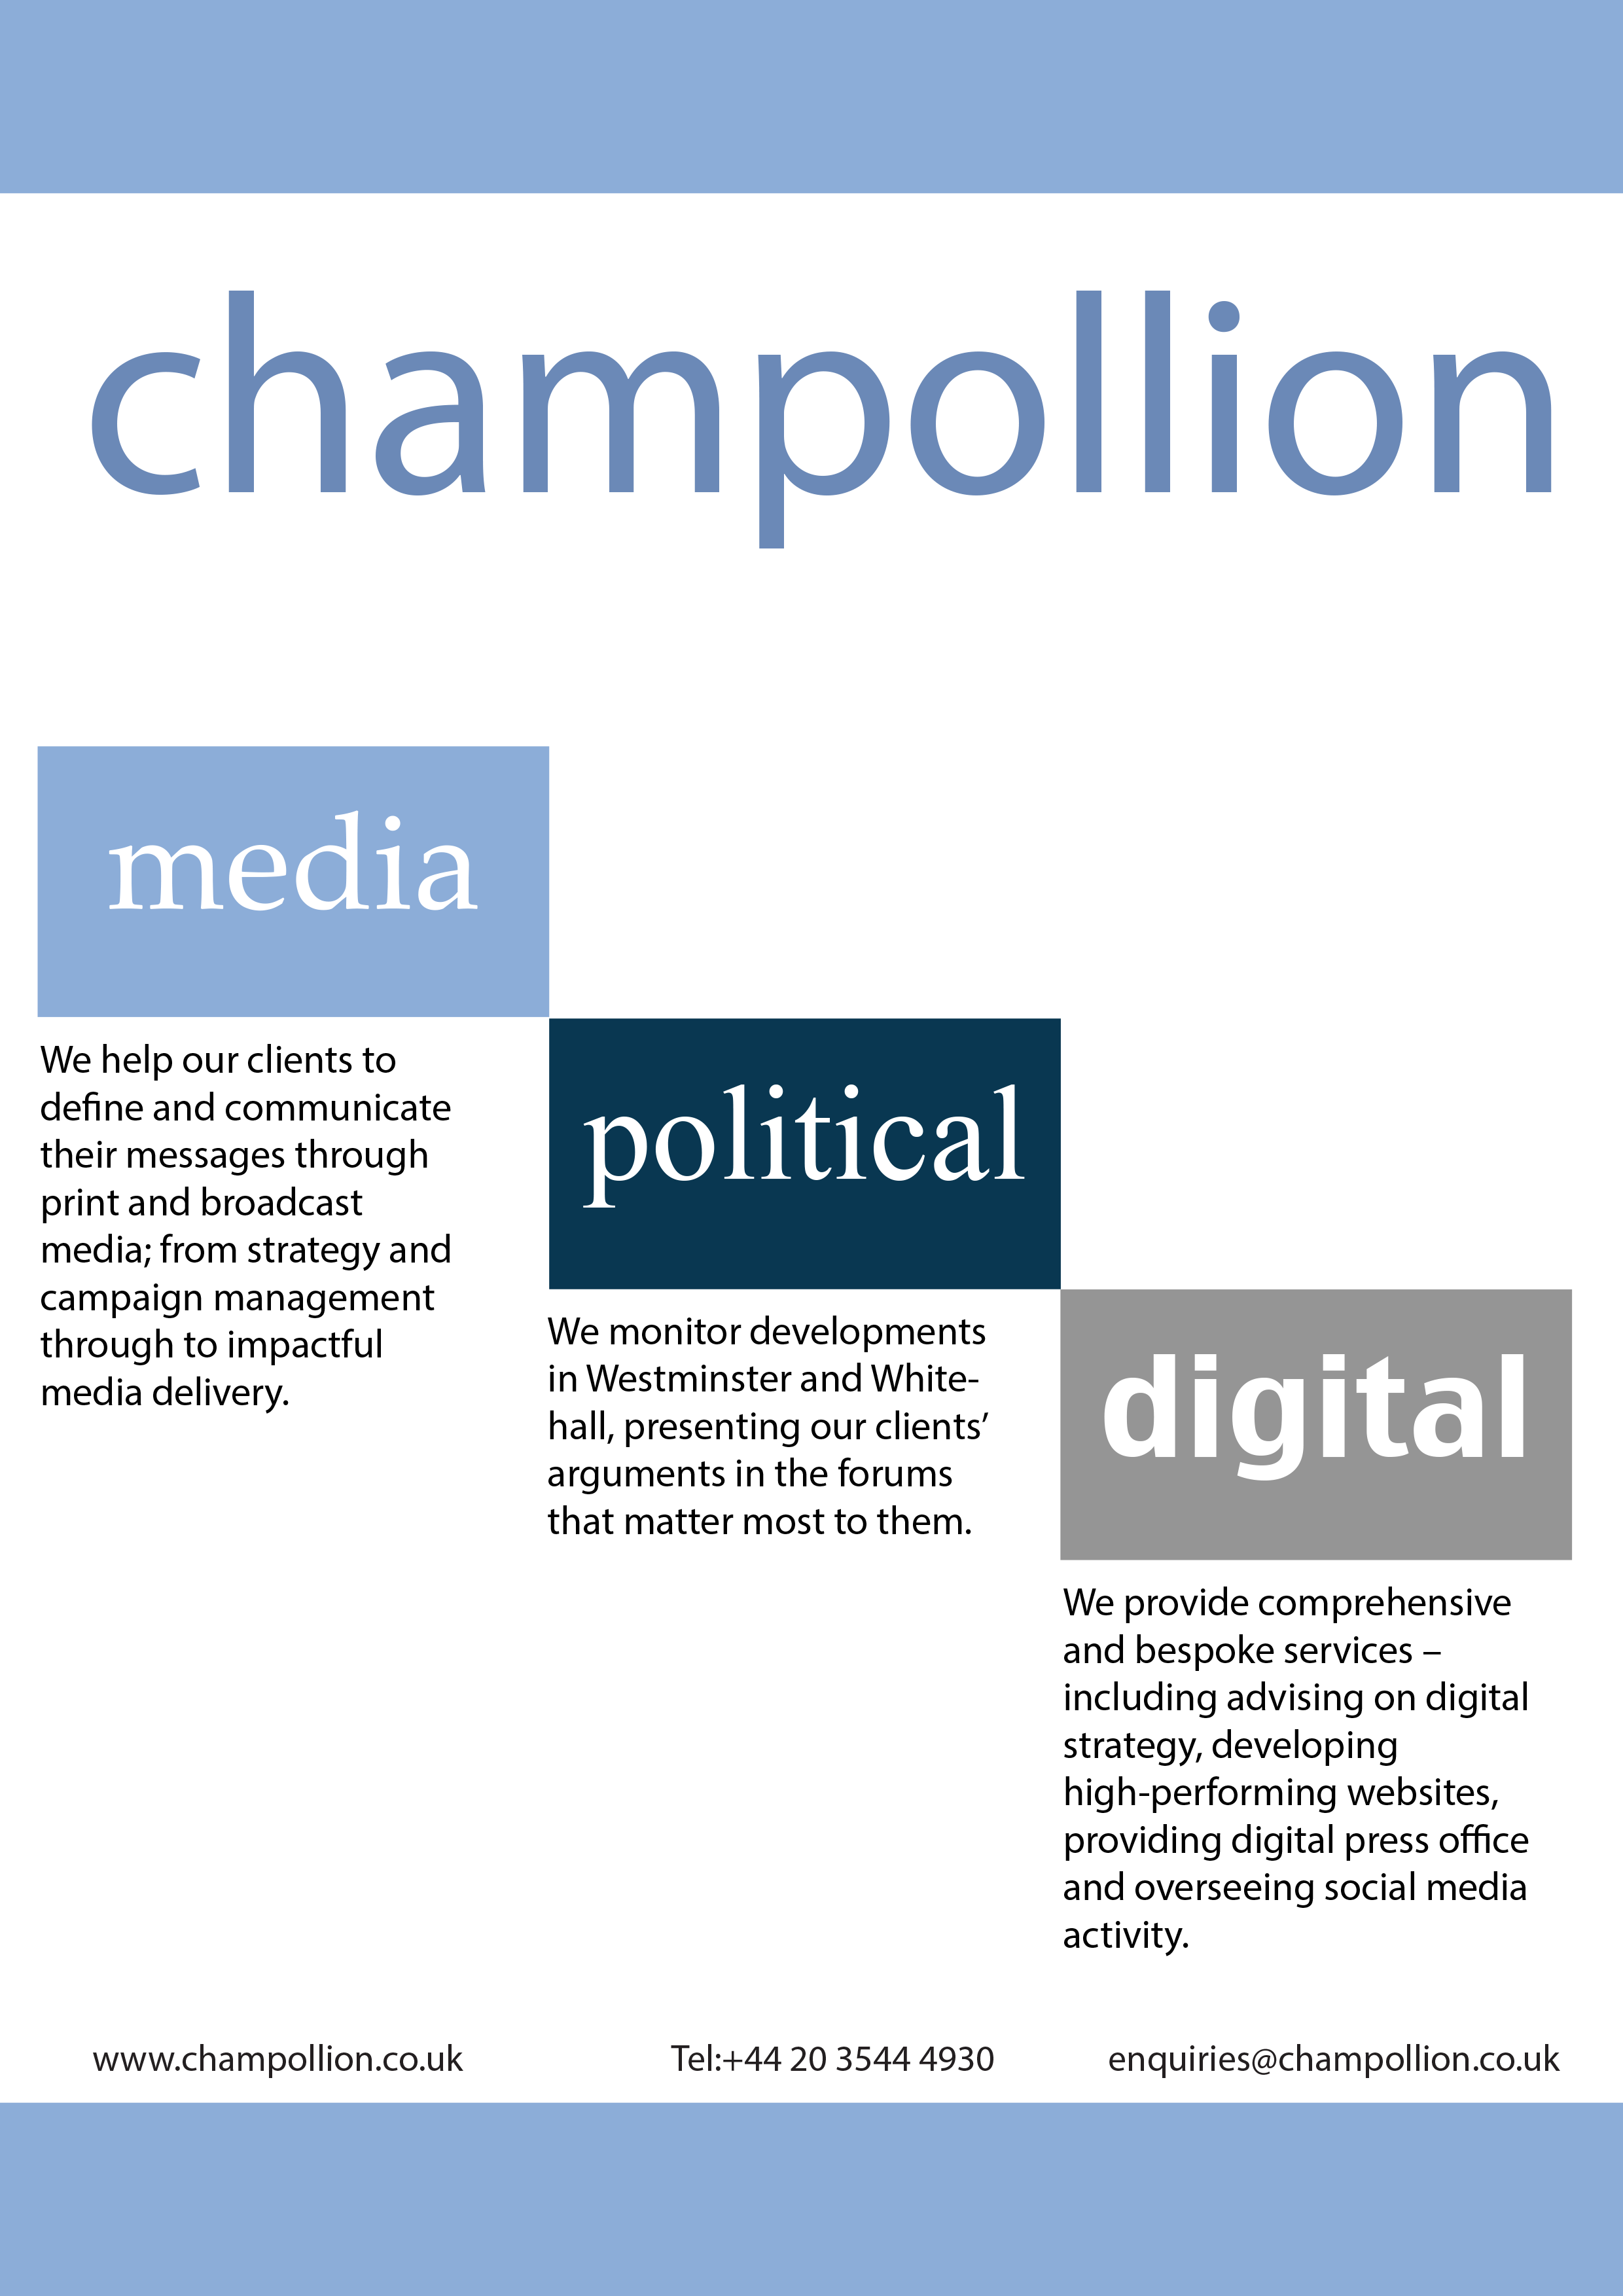 champollion
media
We help our clients to
define and communicate
their messages through
print and broadcast
media; from strategy and
campaign management
through to impactful
media delivery.
political
We monitor developments
in Westminster and White-
hall, presenting our clients’
arguments in the forums
that matter most to them.
digital
We provide comprehensive
and bespoke services –
including advising on digital
strategy, developing
high-performing websites,
providing digital press office
and overseeing social media
activity.
www.champollion.co.uk
Tel:+44 20 3544 4930
enquiries@champollion.co.uk